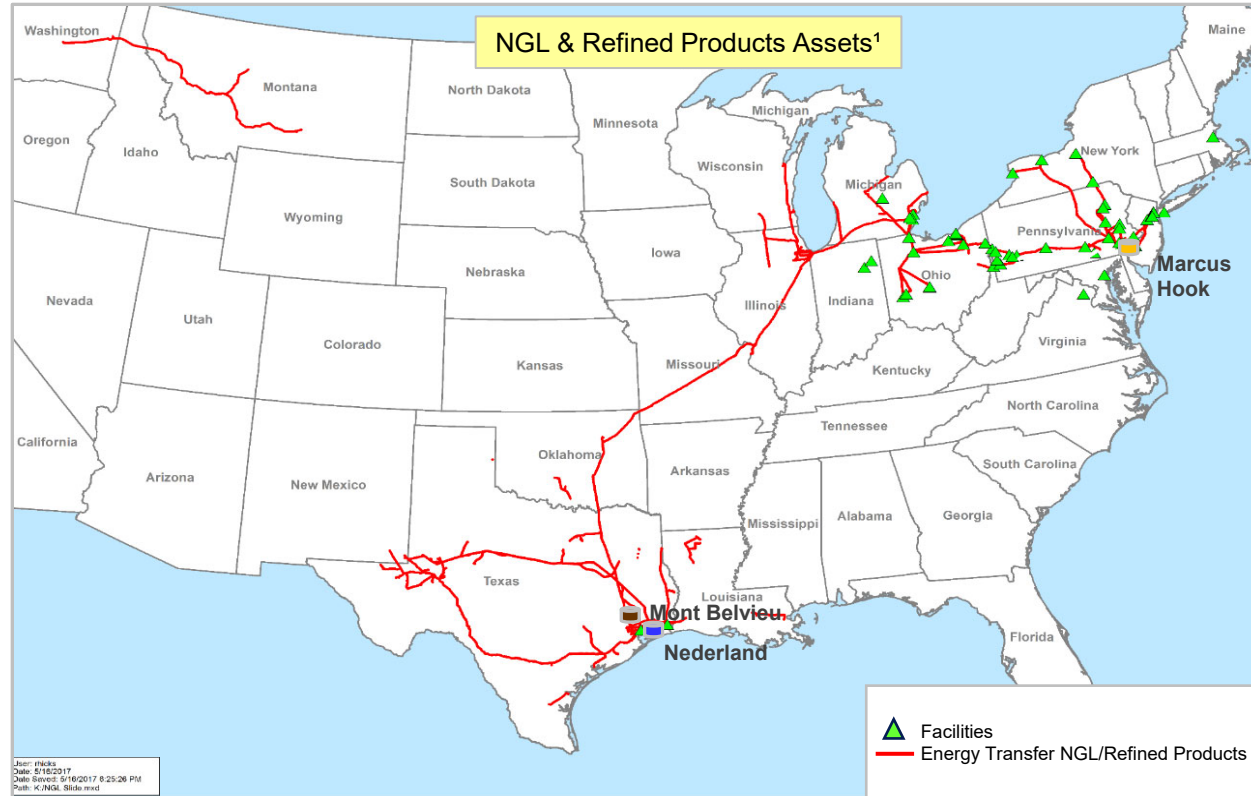 NGL & Refined Products Assets¹
Washington
Maine
Montana
North Dakota
Minnesota
Michigan
Oregon
Idaho
Wisconsin
New York
South Dakota
Michigan
Wyoming
Pennsylvania
Iowa
Nebraska
Marcus
Hook
Ohio
Nevada
Illinois
Indiana
Utah
Colorado
Virginia
Kansas
Missouri
Kentucky
North Carolina
California
Tennessee
Oklahoma
Arkansas
South Carolina
Arizona
New Mexico
Mississippi
Alabama
Georgia
Texas
Louisiana
Mont Belvieu
Florida
Nederland
Facilities
Energy Transfer NGL/Refined Products
User: rhicks
Date: 5/16/2017
Date Saved: 5/16/2017 6:25:26 PM
Path: K:/NGL Slide.mxd